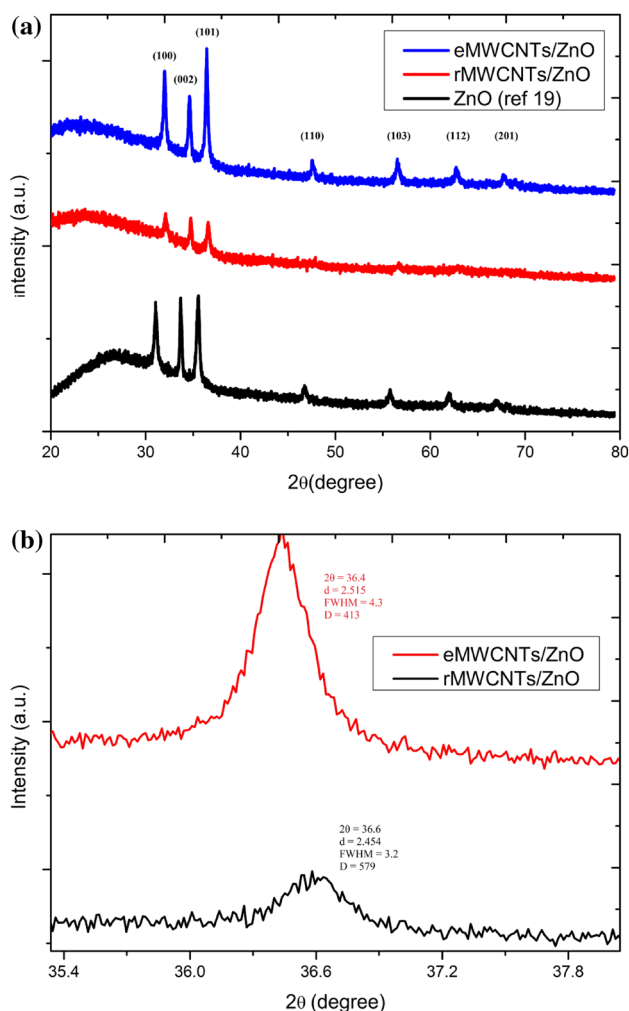 (a)
(101)
(100)
(002)
(110)
(103)
(112)
(201)
eMWCNTs/ZnO
rMWCNTs/ZnO
ZnO (ref 19)
intensity (a.u.)
20 30 40 50 60 70 80
2θ(degree)
(b)
2θ = 36.4
d = 2.515
FWHM = 4.3
D = 413
eMWCNTs/ZnO
rMWCNTs/ZnO
2θ = 36.6
d = 2.454
FWHM = 3.2
D = 579
Intensity (a.u.)
35.4 36.0 36.6 37.2 37.8
2θ (degree)